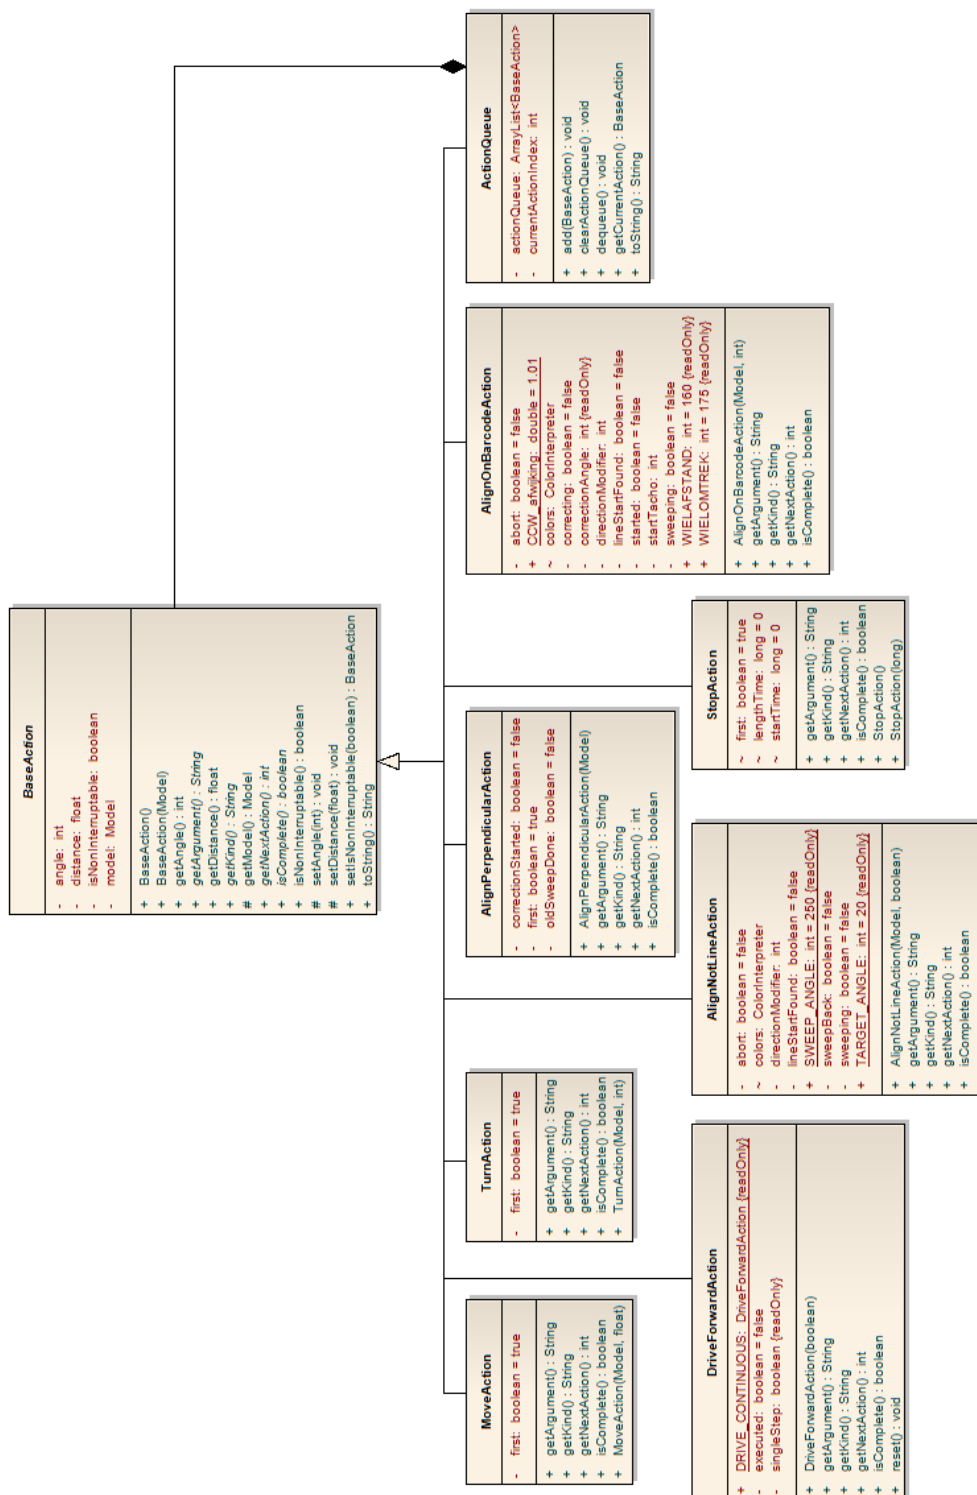 BaseAction
- angle: int
- distance: float
- isNonInterruptable: boolean
- model: Model
+ BaseAction()
+ BaseAction(Model)
+ getAngle() : int
+ getArgument() : String
+ getDistance() : float
+ getKind() : String
# getModel() : Model
+ getNextAction() : int
+ isComplete() : boolean
+ isNonInterruptable() : boolean
# setAngle(int) : void
# setDistance(float) : void
+ setIsNonInterruptable(boolean) : BaseAction
+ toString() : String
MoveAction
- first: boolean = true
+ getArgument() : String
+ getKind() : String
+ getNextAction() : int
+ isComplete() : boolean
+ MoveAction(Model, float)
TurnAction
- first: boolean = true
+ getArgument() : String
+ getKind() : String
+ getNextAction() : int
+ isComplete() : boolean
+ TurnAction(Model, int)
AlignPerpendicularAction
- correctionStarted: boolean = false
- first: boolean = true
- oldSweepDone: boolean = false
+ AlignPerpendicularAction(Model)
+ getArgument() : String
+ getKind() : String
+ getNextAction() : int
+ isComplete() : boolean
AlignOnBarcodeAction
- abort: boolean = false
+ CCW_afwijking: double = 1.01
~ colors: ColorInterpreter
- correcting: boolean = false
- correctionAngle: int {readOnly}
- directionModifier: int
- lineStartFound: boolean = false
- started: boolean = false
- startTacho: int
- sweeping: boolean = false
+ WIELAFSTAND: int = 160 {readOnly}
+ WIELOMTREK: int = 175 {readOnly}
+ AlignOnBarcodeAction(Model, int)
+ getArgument() : String
+ getKind() : String
+ getNextAction() : int
+ isComplete() : boolean
ActionQueue
- actionQueue: ArrayList<BaseAction>
- currentActionIndex: int
+ add(BaseAction) : void
+ clearActionQueue() : void
+ dequeue() : void
+ getCurrentAction() : BaseAction
+ toString() : String
DriveForwardAction
+ DRIVE_CONTINUOUS: DriveForwardAction {readOnly}
- executed: boolean = false
- singleStep: boolean {readOnly}
+ DriveForwardAction(boolean)
+ getArgument() : String
+ getKind() : String
+ getNextAction() : int
+ isComplete() : boolean
+ reset() : void
AlignNotLineAction
- abort: boolean = false
~ colors: ColorInterpreter
- directionModifier: int
- lineStartFound: boolean = false
+ SWEEP_ANGLE: int = 250 {readOnly}
- sweepBack: boolean = false
- sweeping: boolean = false
+ TARGET_ANGLE: int = 20 {readOnly}
+ AlignNotLineAction(Model, boolean)
+ getArgument() : String
+ getKind() : String
+ getNextAction() : int
+ isComplete() : boolean
StopAction
~ first: boolean = true
~ lengthTime: long = 0
~ startTime: long = 0
+ getArgument() : String
+ getKind() : String
+ getNextAction() : int
+ isComplete() : boolean
+ StopAction()
+ StopAction(long)